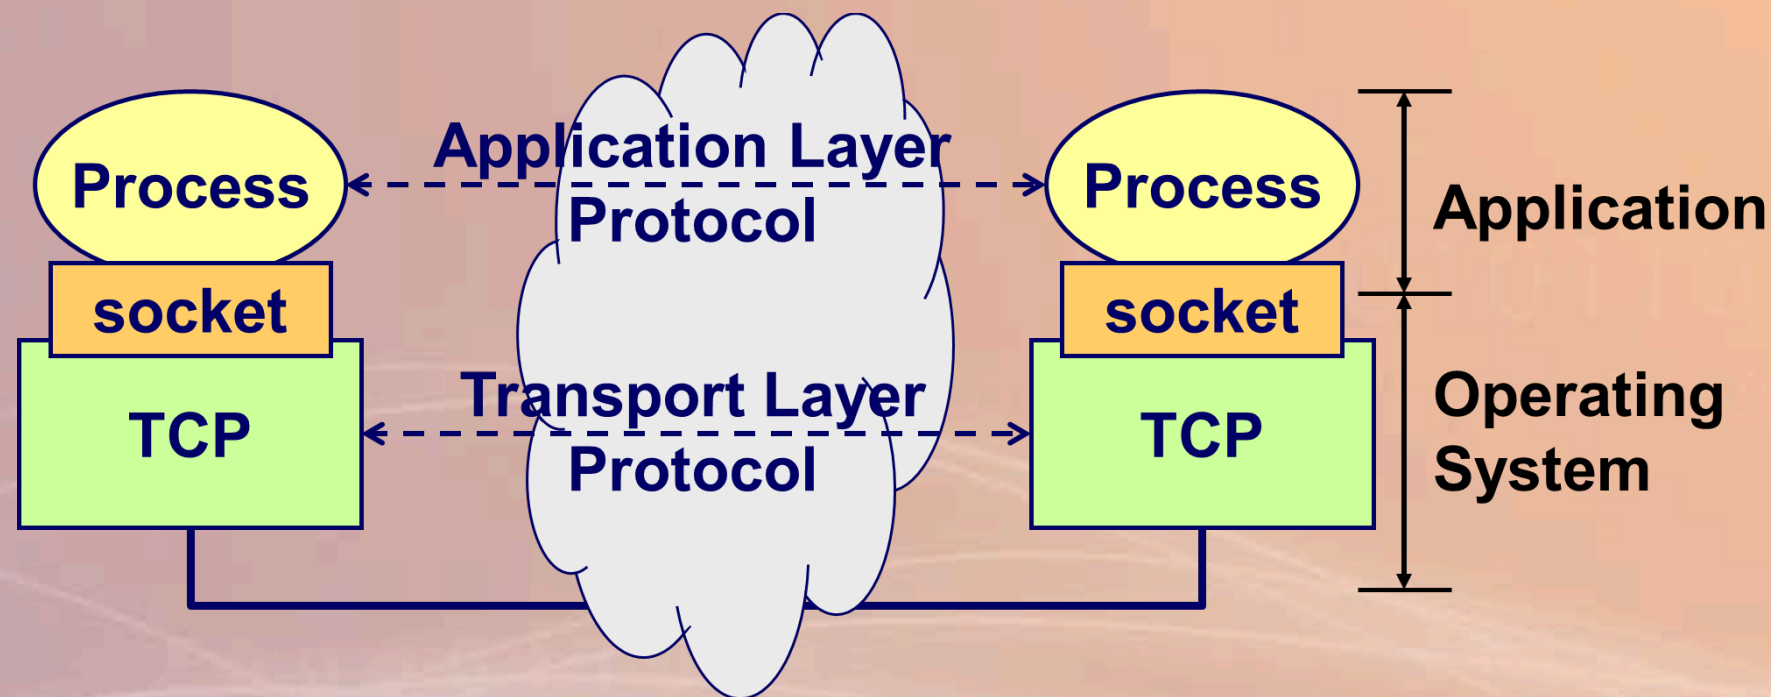 Process
Application Layer
Protocol
Process
Application
socket
socket
Transport Layer
Protocol
TCP
TCP
Operating
System